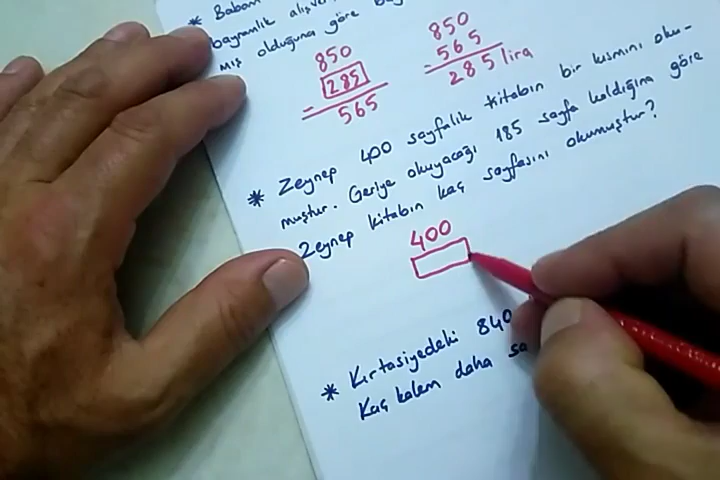 * Babam
bayramlık alışver
mış olduğuna göre
850
285
-
565
850
565
-
285 lira
* Zeynep 400 sayfalık kitabın bir kısmını oku-
muştur. Geriye okuyacağı 185 sayfa kaldığına göre
Zeynep kitabın kaç sayfasını okumuştur?
400
* Kırtasiyedeki 840
Kaç kalem daha sa